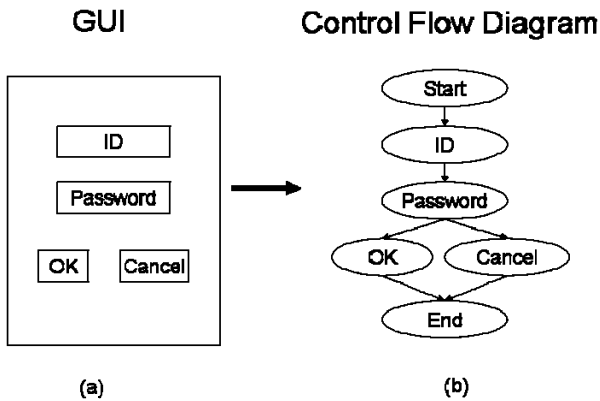 GUI
Control Flow Diagram
ID
Password
OK
Cancel
Start
ID
Password
OK
Cancel
End
(a)
(b)